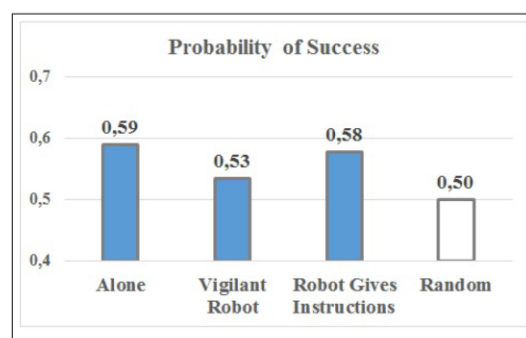 Probability of Success
0,7
0,6
0,5
0,4
0,59
0,53
0,58
0,50
Alone
Vigilant
Robot
Robot Gives
Instructions
Random